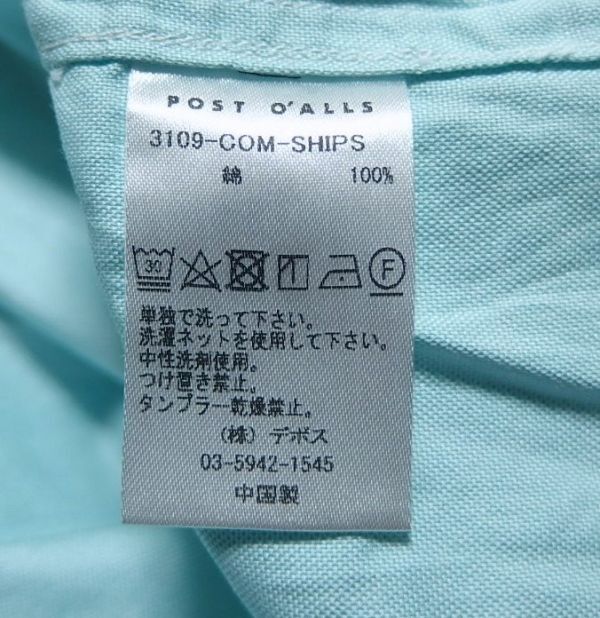 POST O'ALLS
3109-COM-SHIPS
綿 100%
30 F
単独で洗って下さい。
洗濯ネットを使用して下さい。
中性洗剤使用。
つけ置き禁止。
タンブラー乾燥禁止。
(株) デボス
03-5942-1545
中国製